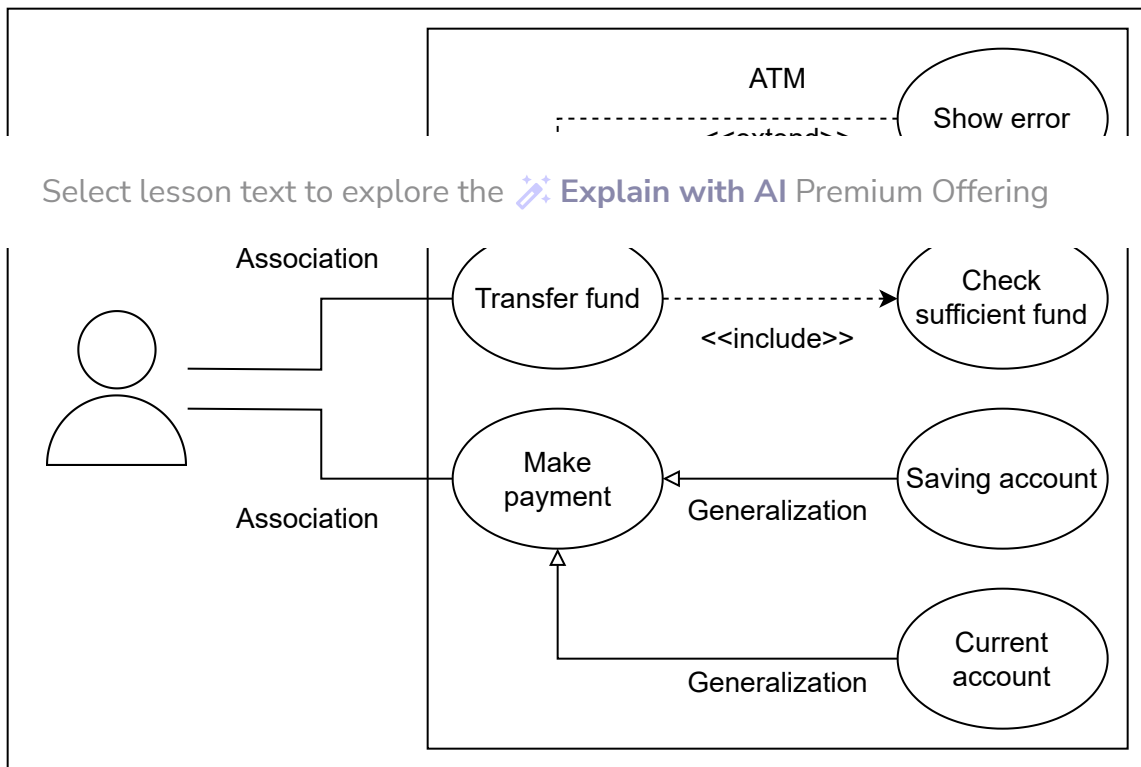 ATM
Show error
<<extend>>
Select lesson text to explore the Explain with AI Premium Offering
Association
Transfer fund
Check
sufficient fund
<<include>>
Make
payment
Saving account
Generalization
Association
Current
account
Generalization